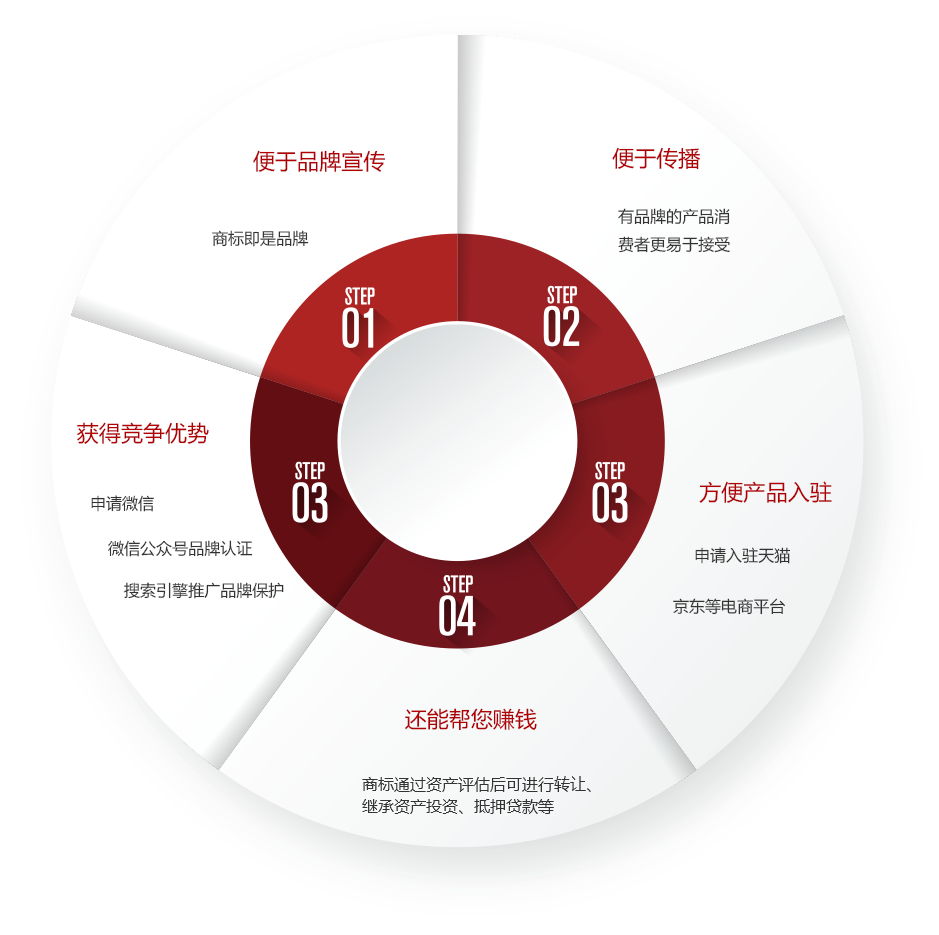 便于品牌宣传
商标即是品牌
STEP
01
便于传播
有品牌的产品消
费者更易于接受
STEP
02
方便产品入驻
申请入驻天猫
京东等电商平台
STEP
03
STEP
04
还能帮您赚钱
商标通过资产评估后可进行转让、
继承资产投资、抵押贷款等
获得竞争优势
申请微信
微信公众号品牌认证
搜索引擎推广品牌保护
STEP
03